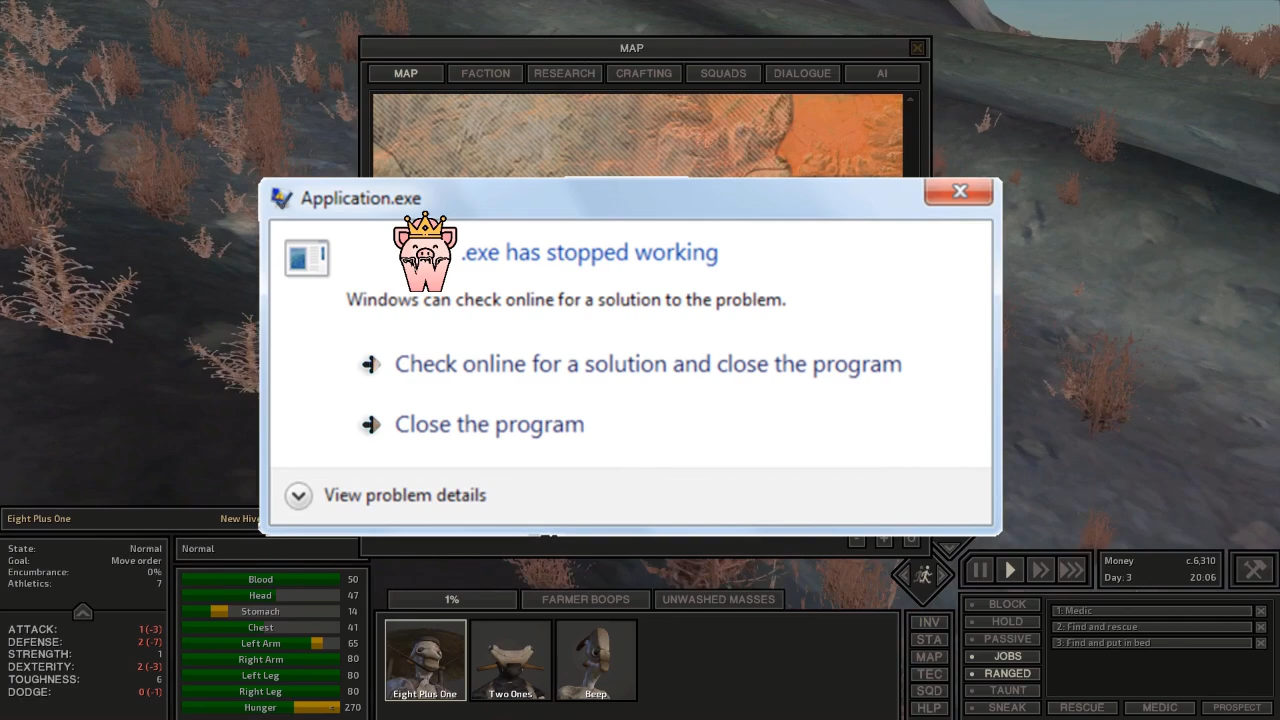 MAP
MAP FACTION RESEARCH CRAFTING SQUADS DIALOGUE AI
Application.exe
.exe has stopped working
Windows can check online for a solution to the problem.
Check online for a solution and close the program
Close the program
View problem details
Eight Plus One New Hiv
State: Normal
Goal: Move order
Encumbrance: 0%
Athletics: 7
ATTACK: 1 (-3)
DEFENSE: 2 (-7)
STRENGTH: 1
DEXTERITY: 2 (-3)
TOUGHNESS: 6
DODGE: 0 (-1)
Normal
Blood 50
Head 47
Stomach 14
Chest 41
Left Arm 65
Right Arm 80
Left Leg 80
Right Leg 80
Hunger 270
1% FARMER BOOPS UNWASHED MASSES
Eight Plus One Two Ones Beep
INV
STA
MAP
TEC
SQD
HLP
Money c.6,310
Day: 3 20:06
BLOCK
HOLD
PASSIVE
JOBS
RANGED
TAUNT
SNEAK
1: Medic
2: Find and rescue
3: Find and put in bed
RESCUE MEDIC PROSPECT